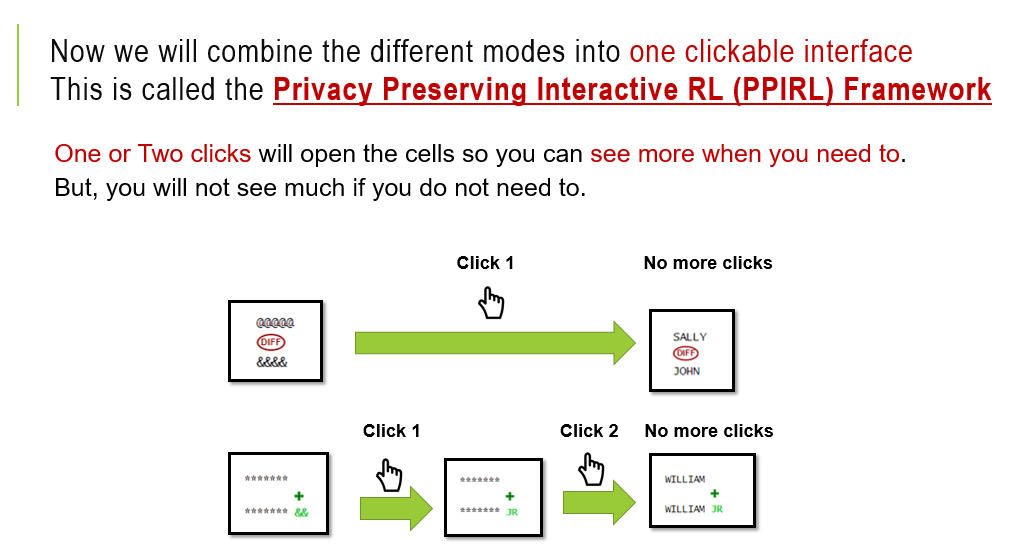 Now we will combine the different modes into one clickable interface
This is called the Privacy Preserving Interactive RL (PPIRL) Framework
One or Two clicks will open the cells so you can see more when you need to.
But, you will not see much if you do not need to.
Click 1
No more clicks
@@@@@
DIFF
&&&&
SALLY
DIFF
JOHN
Click 1
Click 2
No more clicks
*******
+
******* &&
*******
+
******* JR
WILLIAM
+
WILLIAM JR